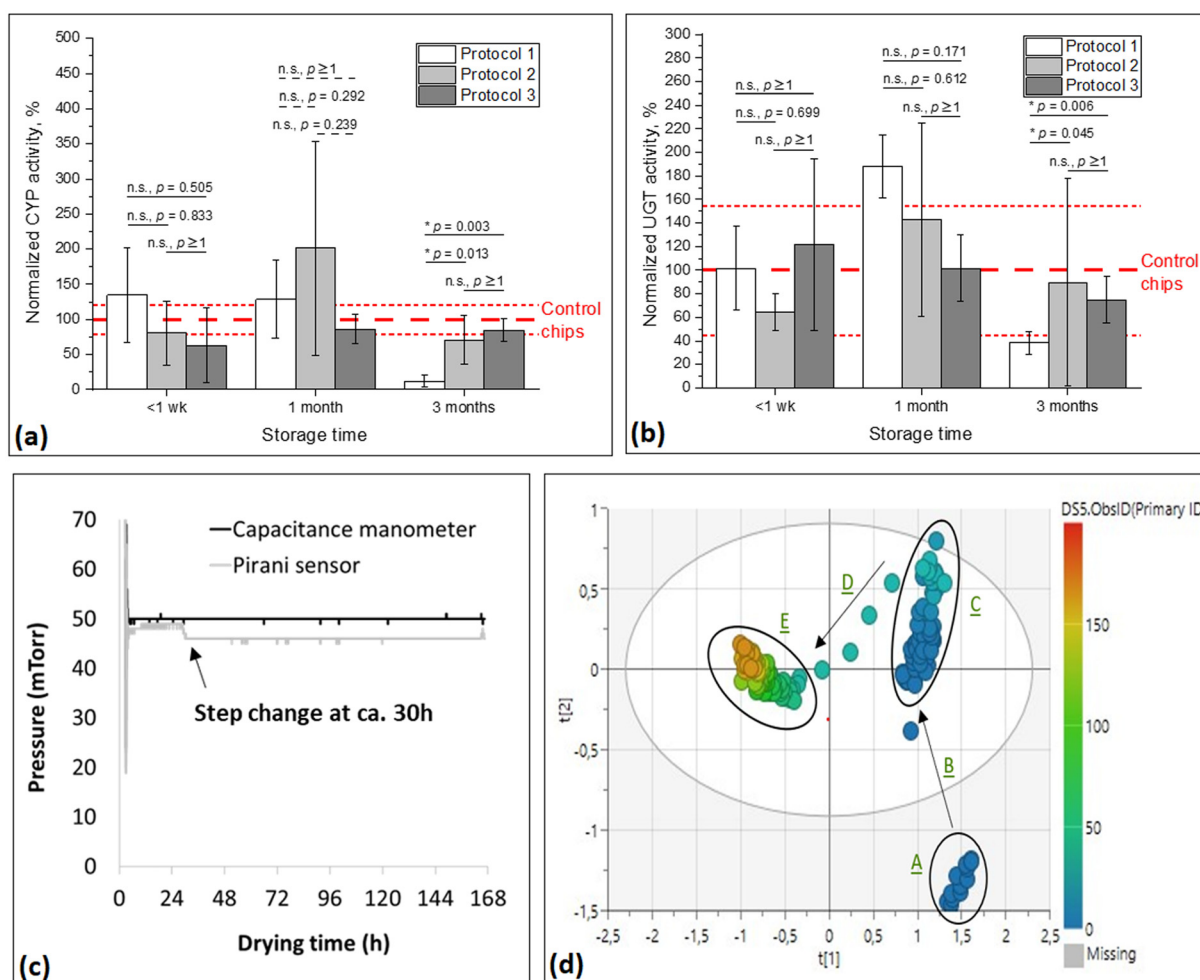 500
450
400
350
300
250
200
150
100
50
0
Normalized CYP activity, %
Protocol 1
Protocol 2
Protocol 3
n.s., p ≥1
n.s., p = 0.292
n.s., p = 0.239
n.s., p = 0.505
n.s., p = 0.833
n.s., p ≥1
* p = 0.003
* p = 0.013
n.s., p ≥1
Control
chips
<1 wk
1 month
3 months
Storage time
(a)
300
280
260
240
220
200
180
160
140
120
100
80
60
40
20
0
Normalized UGT activity, %
Protocol 1
Protocol 2
Protocol 3
n.s., p = 0.171
n.s., p = 0.612
n.s., p ≥1
n.s., p ≥1
n.s., p = 0.699
n.s., p ≥1
* p = 0.006
* p = 0.045
n.s., p ≥1
Control
chips
<1 wk
1 month
3 months
Storage time
(b)
70
60
50
40
30
20
10
0
Pressure (mTorr)
Capacitance manometer
Pirani sensor
Step change at ca. 30h
0 24 48 72 96 120 144 168
Drying time (h)
(c)
DS5.ObsID(Primary ID
1
0,5
0
-0,5
-1
-1,5
t[2]
D
C
E
B
A
150
100
50
0
Missing
-2,5 -2 -1,5 -1 -0,5 0 0,5 1 1,5 2 2,5
t[1]
(d)